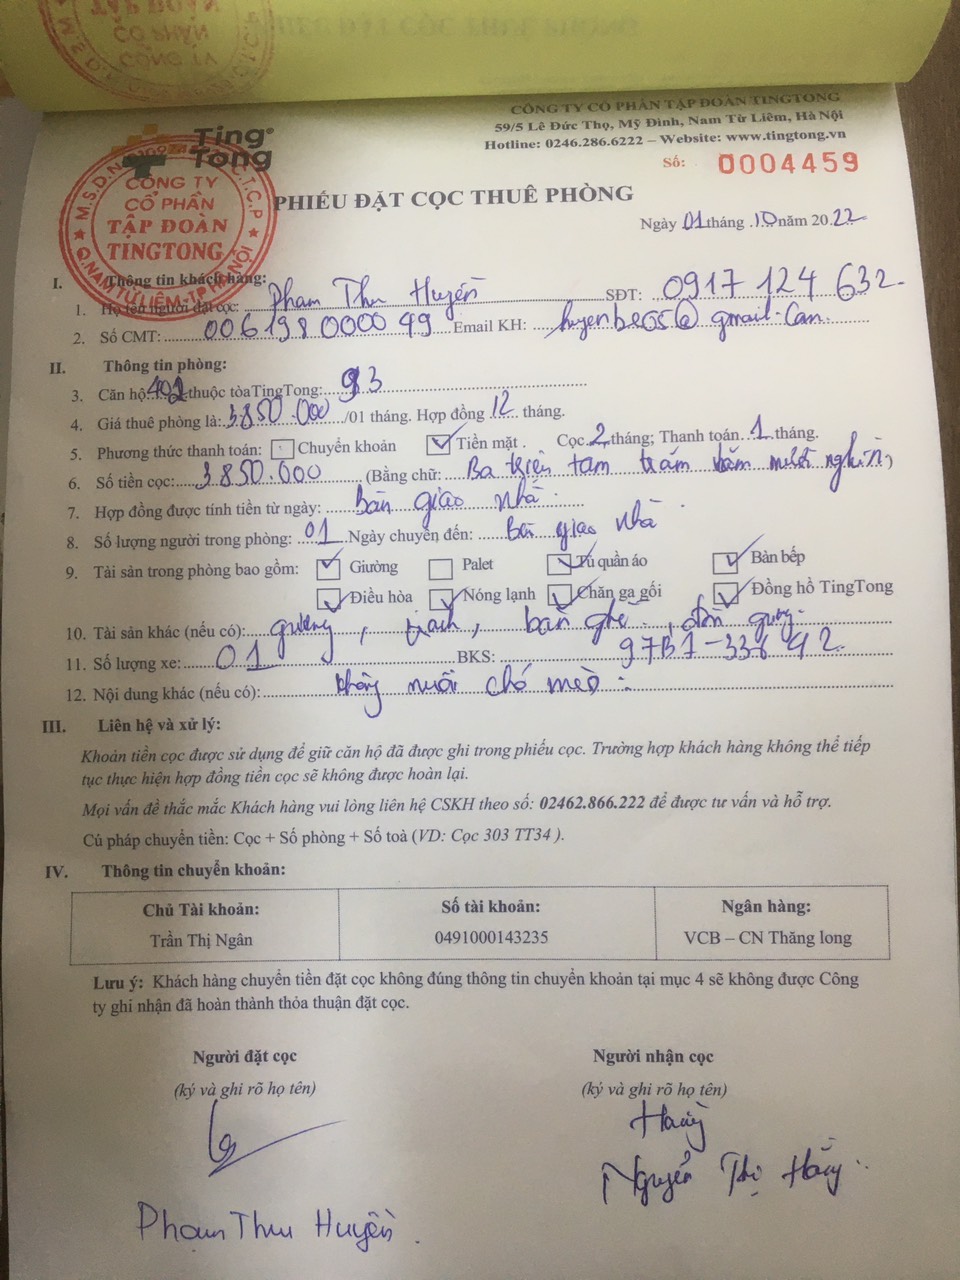 CÔNG TY CỔ PHẦN TẬP ĐOÀN TINGTONG
59/5 Lê Đức Thọ, Mỹ Đình, Nam Từ Liêm, Hà Nội
Hotline: 0246.286.6222 – Website: www.tingtong.vn
Ting Tong
Số: 0004459
CÔNG TY
CỔ PHẦN
TẬP ĐOÀN
TINGTONG
Q.NAM TỪ LIÊM-TP HÀ NỘI
PHIẾU ĐẶT CỌC THUÊ PHÒNG
Ngày 01 tháng 10 năm 2022
I. Thông tin khách hàng:
1. Họ tên người đặt cọc: Phạm Thu Huyền SĐT: 0917 124 632
2. Số CMT: 006198000049 Email KH:
II. Thông tin phòng:
3. Căn hộ 402 thuộc tòa TingTong: 93
4. Giá thuê phòng là: 3.850.000 /01 tháng. Hợp đồng 12 tháng.
5. Phương thức thanh toán: Chuyển khoản Tiền mặt. Cọc 2 tháng; Thanh toán 1 tháng.
6. Số tiền cọc: 3.850.000 (Bằng chữ: Ba triệu tám trăm năm mươi nghìn)
7. Hợp đồng được tính tiền từ ngày: bàn giao nhà.
8. Số lượng người trong phòng: 01 Ngày chuyển đến: Bàn giao nhà.
9. Tài sản trong phòng bao gồm: Giường Palet Tủ quần áo Bàn bếp
Điều hòa Nóng lạnh Chăn ga gối Đồng hồ TingTong
10. Tài sản khác (nếu có): gương, bàn ghế,
11. Số lượng xe: 01 BKS:
12. Nội dung khác (nếu có): không nuôi chó mèo.
III. Liên hệ và xử lý:
Khoản tiền cọc được sử dụng để giữ căn hộ đã được ghi trong phiếu cọc. Trường hợp khách hàng không thể tiếp
tục thực hiện hợp đồng tiền cọc sẽ không được hoàn lại.
Mọi vấn đề thắc mắc Khách hàng vui lòng liên hệ CSKH theo số: 02462.866.222 để được tư vấn và hỗ trợ.
Cú pháp chuyển tiền: Cọc + Số phòng + Số toà (VD: Cọc 303 TT34 ).
IV. Thông tin chuyển khoản:
Chủ Tài khoản: Số tài khoản: Ngân hàng:
Trần Thị Ngân 0491000143235 VCB – CN Thăng long
Lưu ý: Khách hàng chuyển tiền đặt cọc không đúng thông tin chuyển khoản tại mục 4 sẽ không được Công
ty ghi nhận đã hoàn thành thỏa thuận đặt cọc.
Người đặt cọc Người nhận cọc
(ký và ghi rõ họ tên) (ký và ghi rõ họ tên)
Hằng
Nguyễn Thị Hằng
Phạm Thu Huyền.